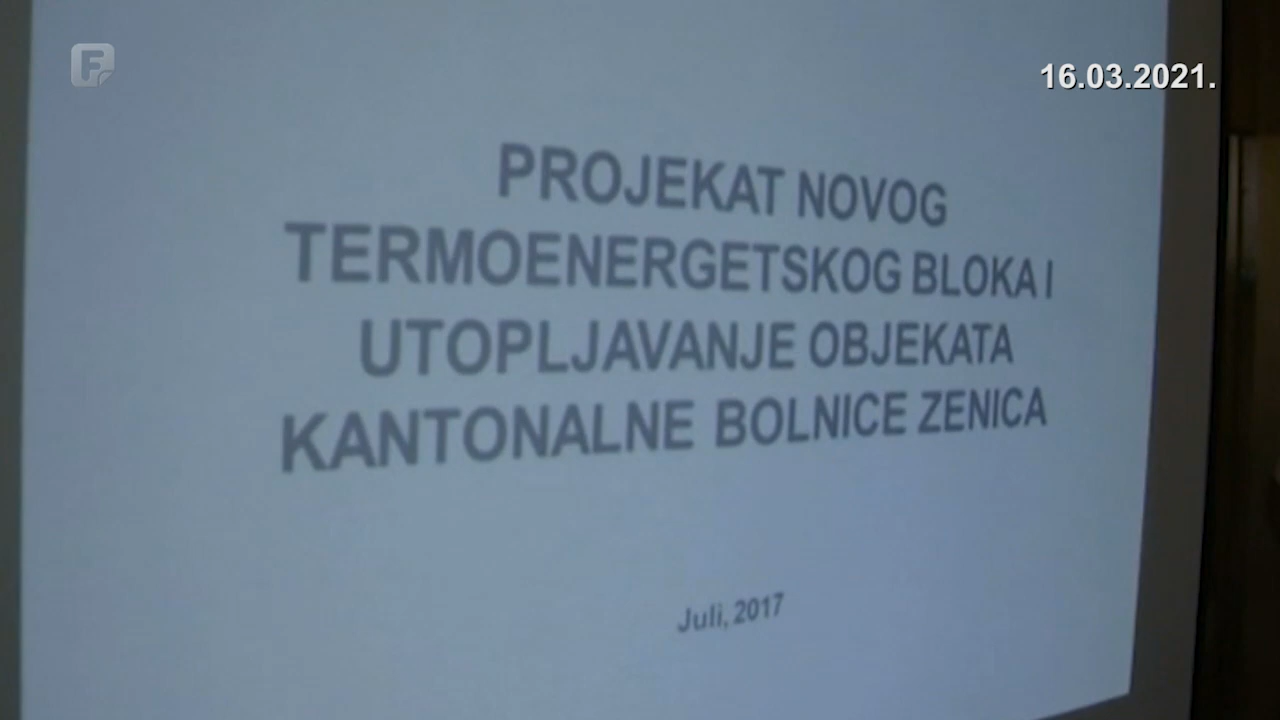 F
16.03.2021.
PROJEKAT NOVOG
TERMOENERGETSKOG BLOKA I
UTOPLJAVANJE OBJEKATA
KANTONALNE BOLNICE ZENICA
Juli, 2017